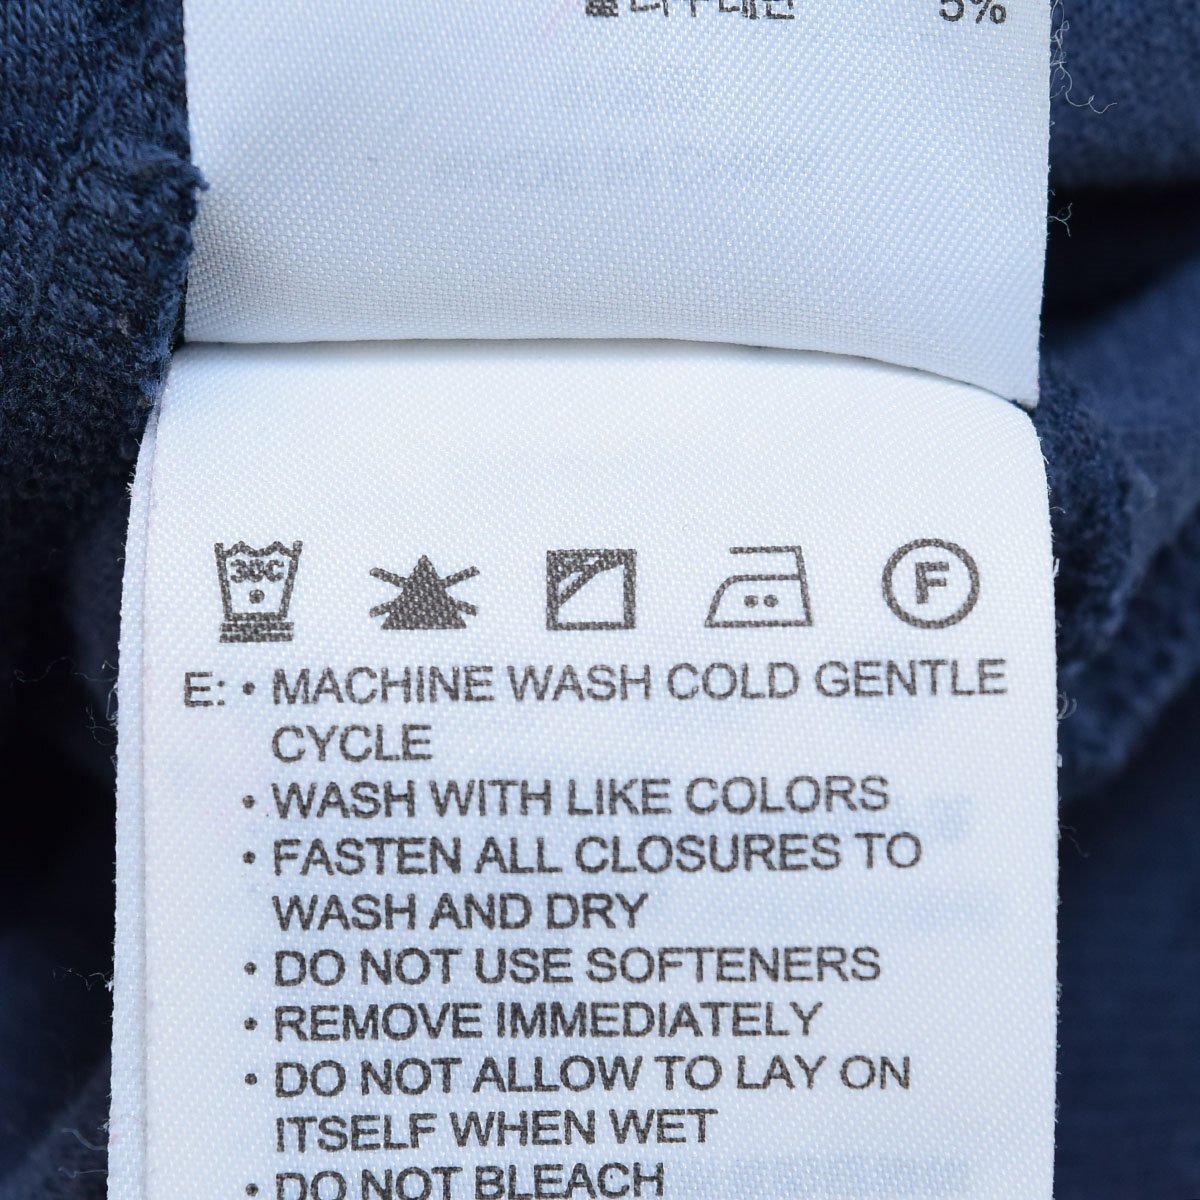 5%
30C
F
E: • MACHINE WASH COLD GENTLE
CYCLE
• WASH WITH LIKE COLORS
• FASTEN ALL CLOSURES TO
WASH AND DRY
• DO NOT USE SOFTENERS
• REMOVE IMMEDIATELY
• DO NOT ALLOW TO LAY ON
ITSELF WHEN WET
• DO NOT BLEACH